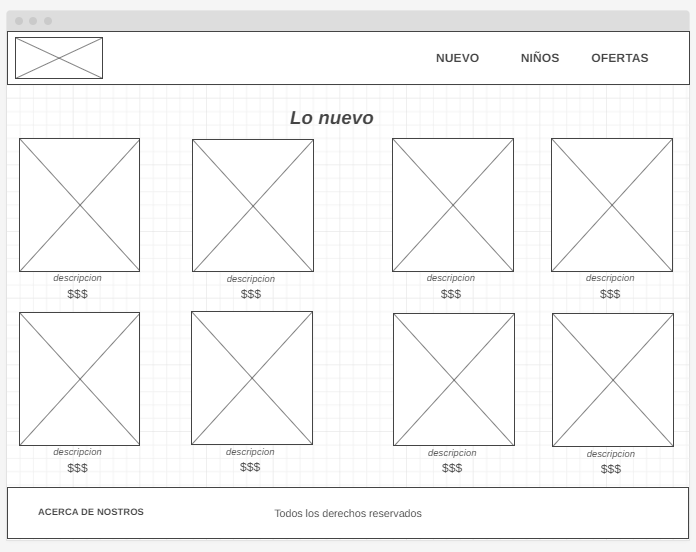 NUEVO NIÑOS OFERTAS
Lo nuevo
descripcion descripcion descripcion descripcion
$$$ $$$ $$$ $$$
descripcion descripcion descripcion descripcion
$$$ $$$ $$$ $$$
ACERCA DE NOSTROS Todos los derechos reservados